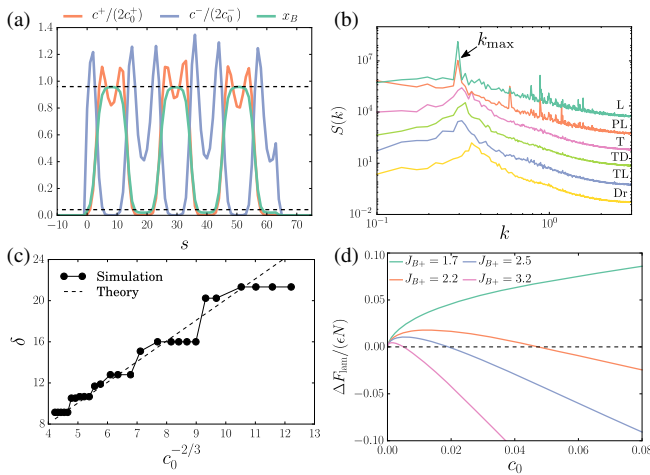 (a)
c⁺/(2c₀⁺) c⁻/(2c₀⁻) x_B
1.4
1.2
1.0
0.8
0.6
0.4
0.2
0.0
−10 0 10 20 30 40 50 60 70
s
(b)
k_max
S(k)
10⁷
10⁴
10¹
10⁻²
L
PL
T
TD
TL
Dr
10⁻¹ 10⁰
k
(c)
Simulation
Theory
δ
24
20
16
12
8
4 5 6 7 8 9 10 11 12 13
c₀^{−2/3}
(d)
J_{B+} = 1.7 J_{B+} = 2.5
J_{B+} = 2.2 J_{B+} = 3.2
ΔF_lam/(ϵN)
0.10
0.05
0.00
−0.05
−0.10
0.00 0.02 0.04 0.06 0.08
c₀